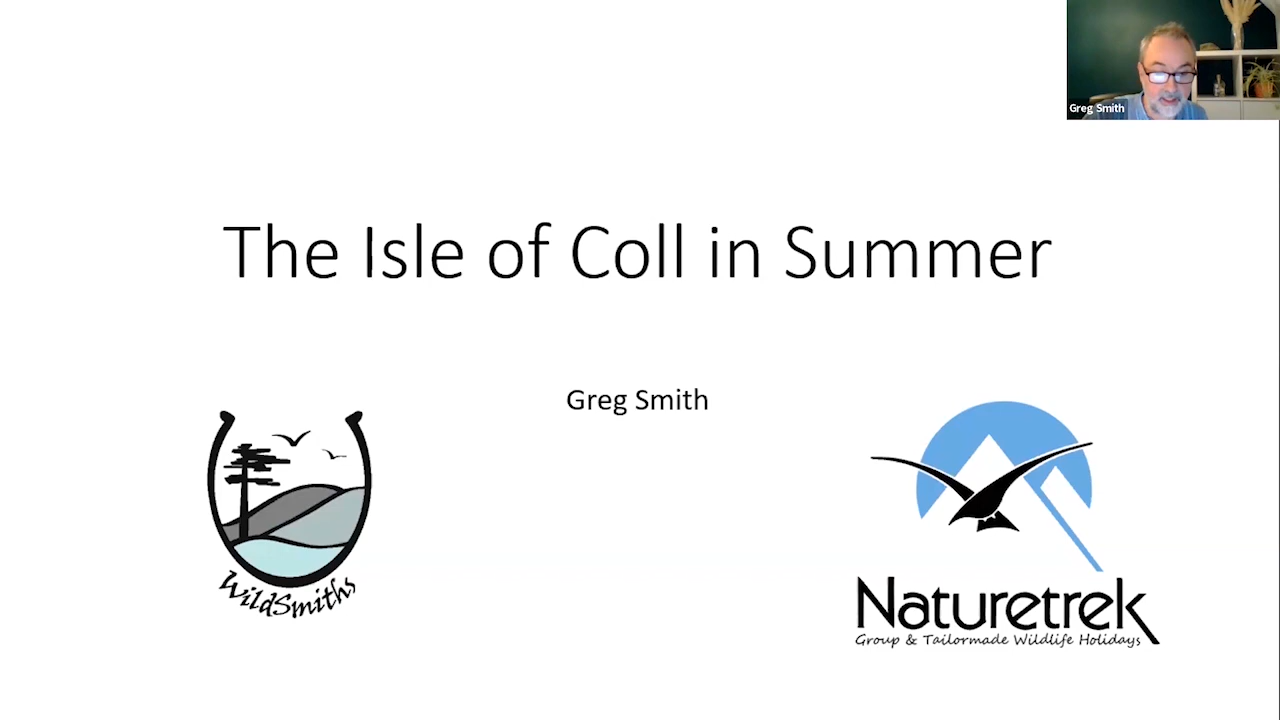 Greg Smith
The Isle of Coll in Summer
Greg Smith
WildSmiths
Naturetrek
Group & Tailormade Wildlife Holidays